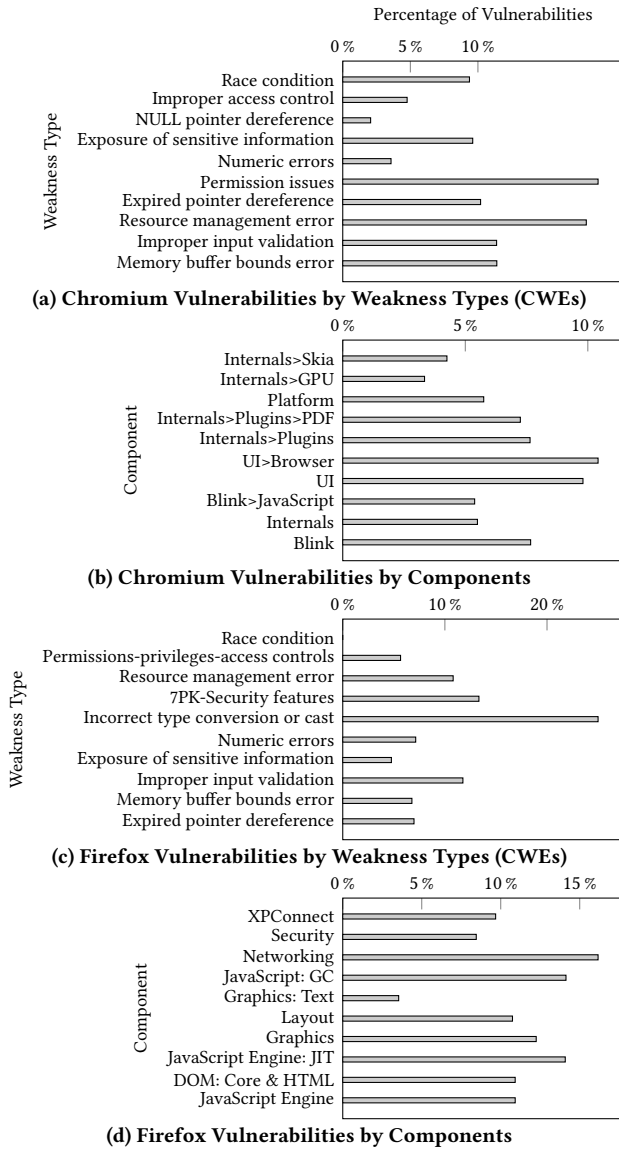 Percentage of Vulnerabilities
0 % 5 % 10 %
Weakness Type
Race condition
Improper access control
NULL pointer dereference
Exposure of sensitive information
Numeric errors
Permission issues
Expired pointer dereference
Resource management error
Improper input validation
Memory buffer bounds error
(a) Chromium Vulnerabilities by Weakness Types (CWEs)
0 % 5 % 10 %
Component
Internals>Skia
Internals>GPU
Platform
Internals>Plugins>PDF
Internals>Plugins
UI>Browser
UI
Blink>JavaScript
Internals
Blink
(b) Chromium Vulnerabilities by Components
0 % 10 % 20 %
Weakness Type
Race condition
Permissions-privileges-access controls
Resource management error
7PK-Security features
Incorrect type conversion or cast
Numeric errors
Exposure of sensitive information
Improper input validation
Memory buffer bounds error
Expired pointer dereference
(c) Firefox Vulnerabilities by Weakness Types (CWEs)
0 % 5 % 10 % 15 %
Component
XPConnect
Security
Networking
JavaScript: GC
Graphics: Text
Layout
Graphics
JavaScript Engine: JIT
DOM: Core & HTML
JavaScript Engine
(d) Firefox Vulnerabilities by Components